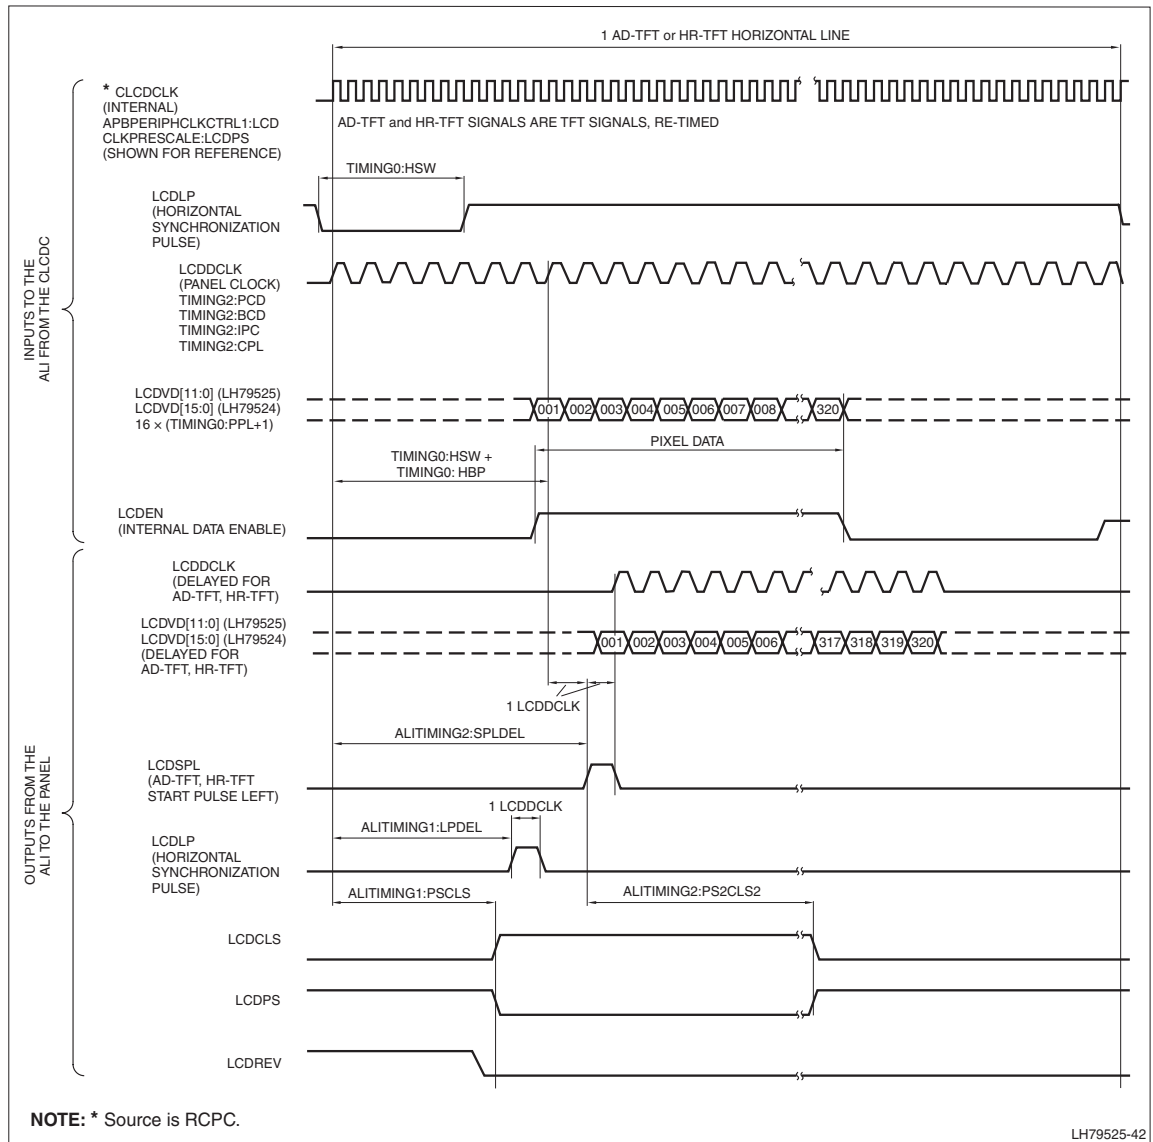 1 AD-TFT or HR-TFT HORIZONTAL LINE
* CLCDCLK
(INTERNAL)
APBPERIPHCLKCTRL1:LCD
CLKPRESCALE:LCDPS
(SHOWN FOR REFERENCE)
AD-TFT and HR-TFT SIGNALS ARE TFT SIGNALS, RE-TIMED
TIMING0:HSW
LCDLP
(HORIZONTAL
SYNCHRONIZATION
PULSE)
INPUTS TO THE
ALI FROM THE CLCDC
LCDDCLK
(PANEL CLOCK)
TIMING2:PCD
TIMING2:BCD
TIMING2:IPC
TIMING2:CPL
LCDVD[11:0] (LH79525)
LCDVD[15:0] (LH79524)
16 × (TIMING0:PPL+1)
001 002 003 004 005 006 007 008 320
PIXEL DATA
TIMING0:HSW +
TIMING0: HBP
LCDEN
(INTERNAL DATA ENABLE)
LCDDCLK
(DELAYED FOR
AD-TFT, HR-TFT)
LCDVD[11:0] (LH79525)
LCDVD[15:0] (LH79524)
(DELAYED FOR
AD-TFT, HR-TFT)
001 002 003 004 005 006 317 318 319 320
1 LCDDCLK
ALITIMING2:SPLDEL
OUTPUTS FROM THE
ALI TO THE PANEL
LCDSPL
(AD-TFT, HR-TFT
START PULSE LEFT)
1 LCDDCLK
ALITIMING1:LPDEL
LCDLP
(HORIZONTAL
SYNCHRONIZATION
PULSE)
ALITIMING1:PSCLS
ALITIMING2:PS2CLS2
LCDCLS
LCDPS
LCDREV
NOTE: * Source is RCPC.
LH79525-42